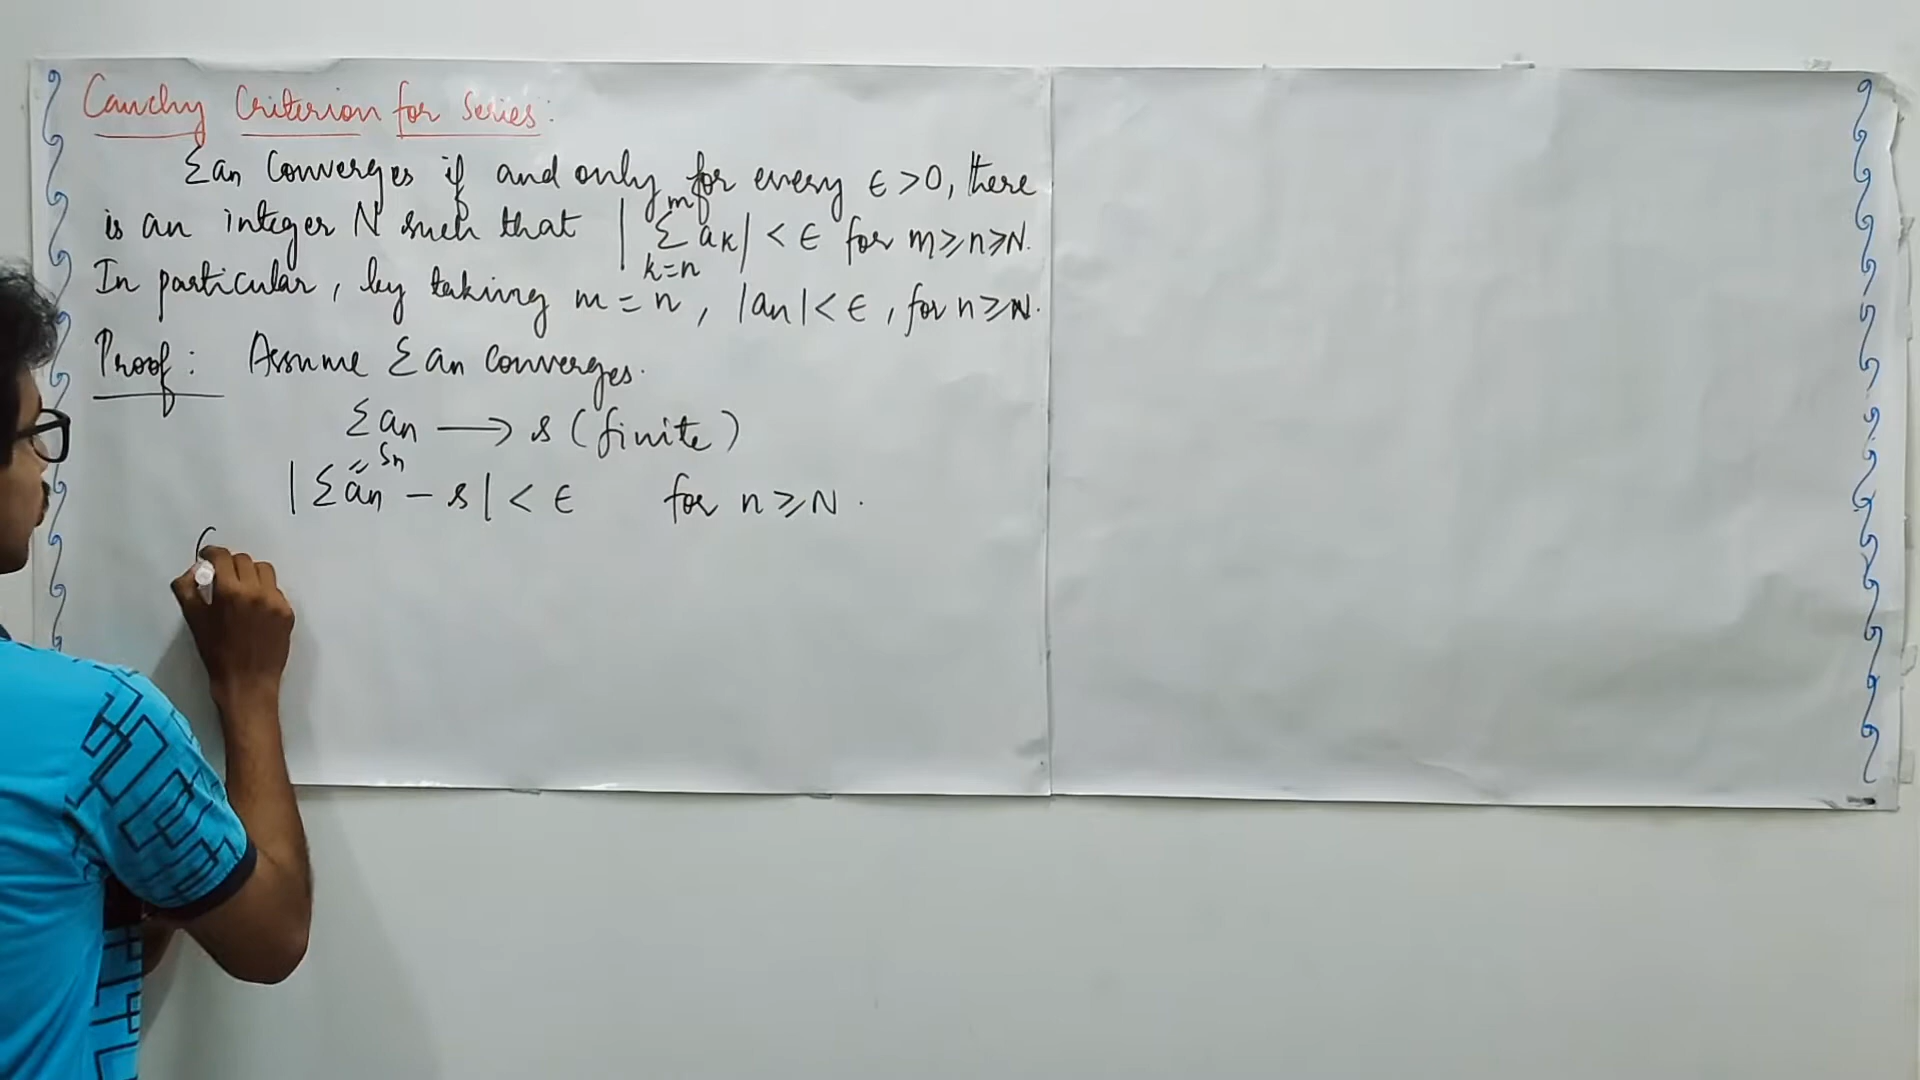 Cauchy Criterion for Series:
Σan Converges if and only for every ϵ>0, there
is an integer N such that | m Σ k=n ak| < ϵ for m≥n≥N.
In particular, by taking m = n, |an|< ϵ, for n≥N.
Proof: Assume Σan Converges.
Σan → s (finite)
Sn
|Σan − s| < ϵ for n≥N.